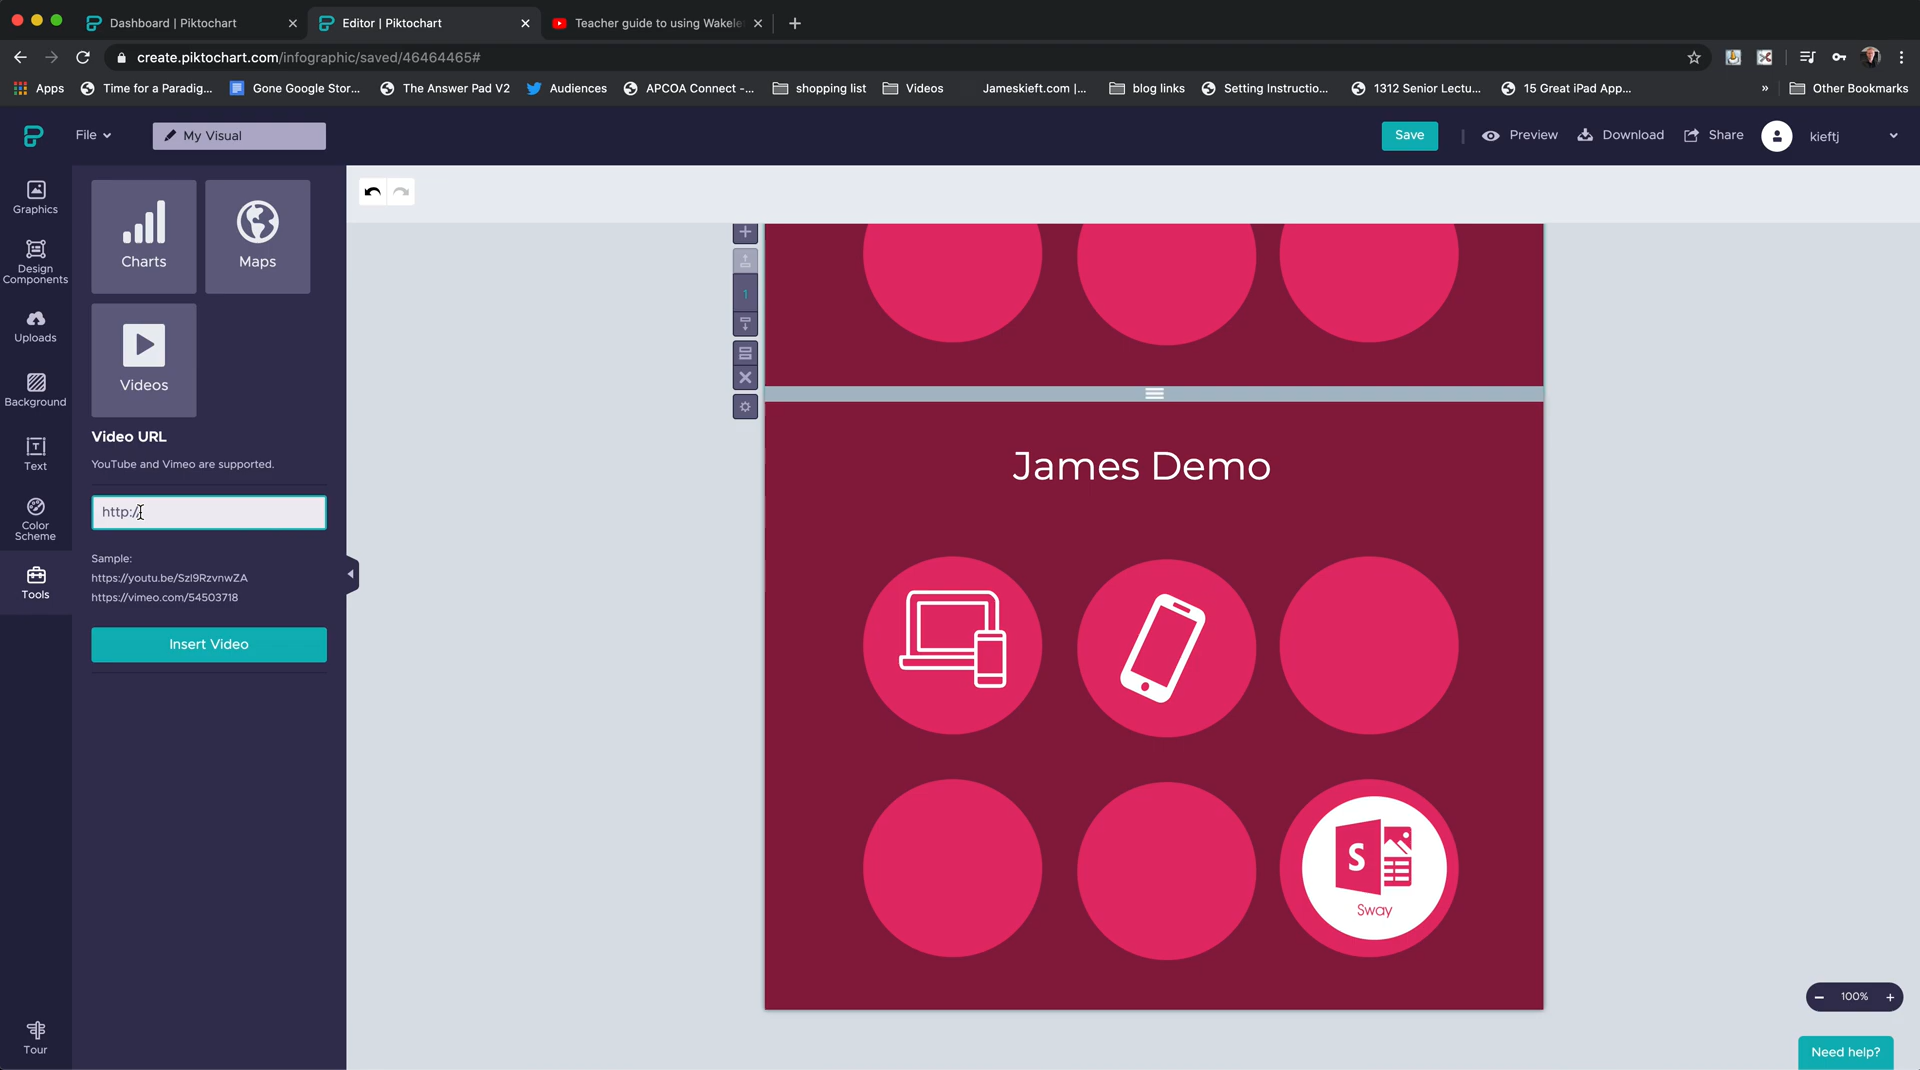 Dashboard | Piktochart
Editor | Piktochart
Teacher guide to using Wakele
create.piktochart.com/infographic/saved/46464465#
Apps
Time for a Paradig...
Gone Google Stor...
The Answer Pad V2
Audiences
APCOA Connect -...
shopping list
Videos
Jameskieft.com |...
blog links
Setting Instructio...
1312 Senior Lectu...
15 Great iPad App...
»
Other Bookmarks
File
My Visual
Save
Preview
Download
Share
kieftj
Graphics
Design
Components
Uploads
Background
Text
Color
Scheme
Tools
Tour
Charts
Maps
Videos
Video URL
YouTube and Vimeo are supported.
http://
Sample:
https://youtu.be/SzI9RzvnwZA
https://vimeo.com/54503718
Insert Video
1
James Demo
S
Sway
100%
Need help?